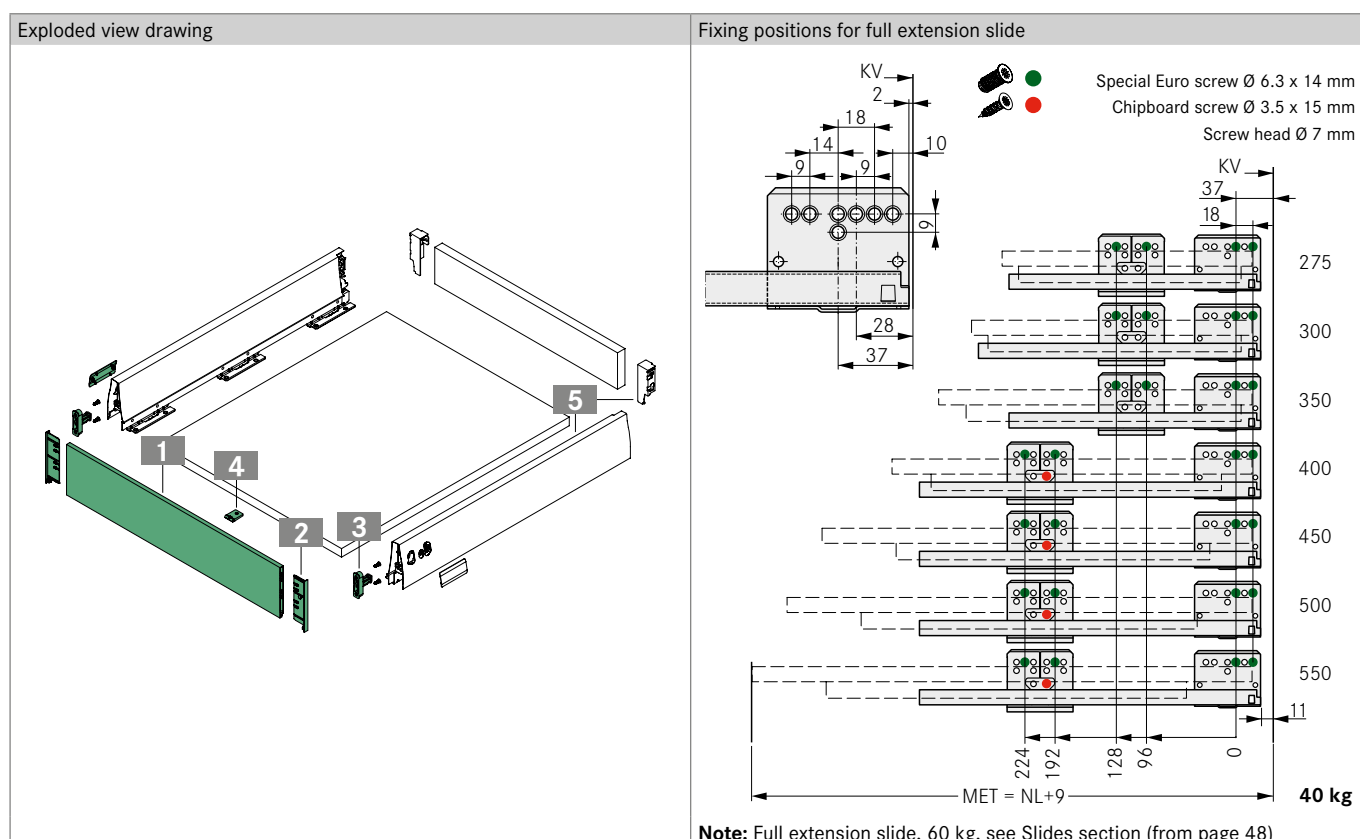 Exploded view drawing
Fixing positions for full extension slide
KV
2
18
14
10
9
9
9
28
37
Special Euro screw Ø 6.3 x 14 mm
Chipboard screw Ø 3.5 x 15 mm
Screw head Ø 7 mm
KV
37
18
275
300
350
400
450
500
550
11
224
192
128
96
0
MET = NL+9
40 kg
Note: Full extension slide, 60 kg, see Slides section (from page 48)
1
2
3
4
5